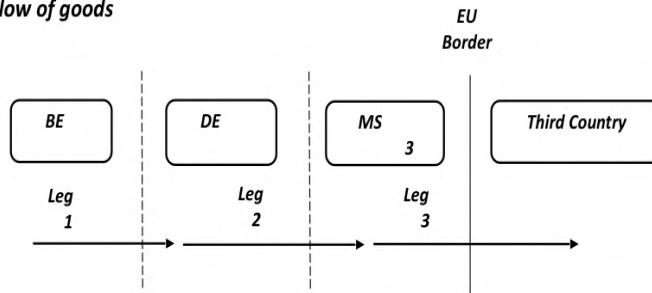 low of goods
EU
Border
BE
DE
MS
3
Third Country
Leg
1
Leg
2
Leg
3